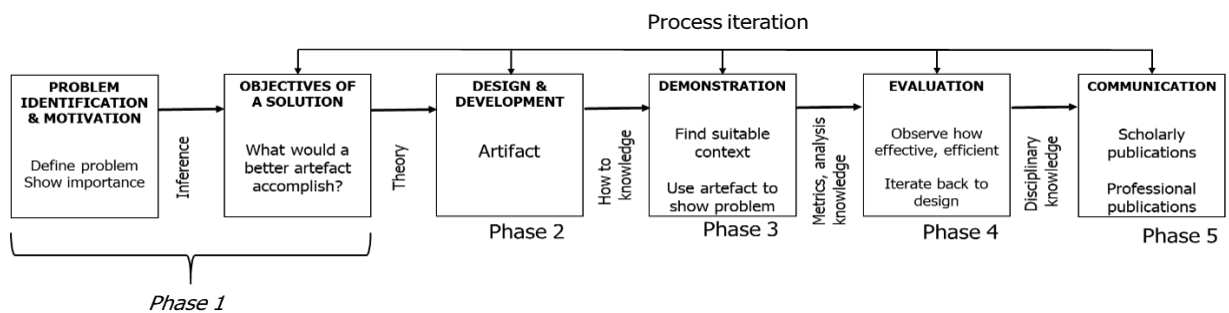 Process iteration
PROBLEM
IDENTIFICATION
& MOTIVATION
Define problem
Show importance
Inference
OBJECTIVES OF
A SOLUTION
What would a
better artefact
accomplish?
Theory
DESIGN &
DEVELOPMENT
Artifact
How to
knowledge
DEMONSTRATION
Find suitable
context
Use artefact to
show problem
Metrics, analysis
knowledge
EVALUATION
Observe how
effective, efficient
Iterate back to
design
Disciplinary
knowledge
COMMUNICATION
Scholarly
publications
Professional
publications
Phase 1
Phase 2
Phase 3
Phase 4
Phase 5